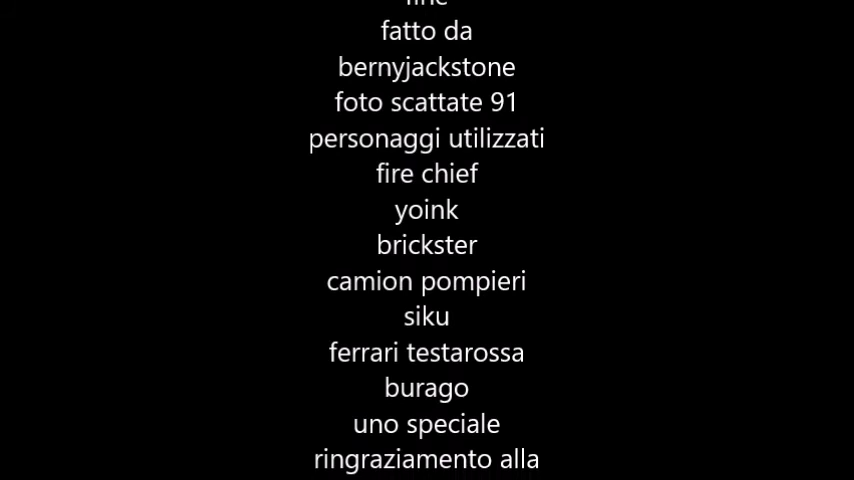 fine
fatto da
bernyjackstone
foto scattate 91
personaggi utilizzati
fire chief
yoink
brickster
camion pompieri
siku
ferrari testarossa
burago
uno speciale
ringraziamento alla